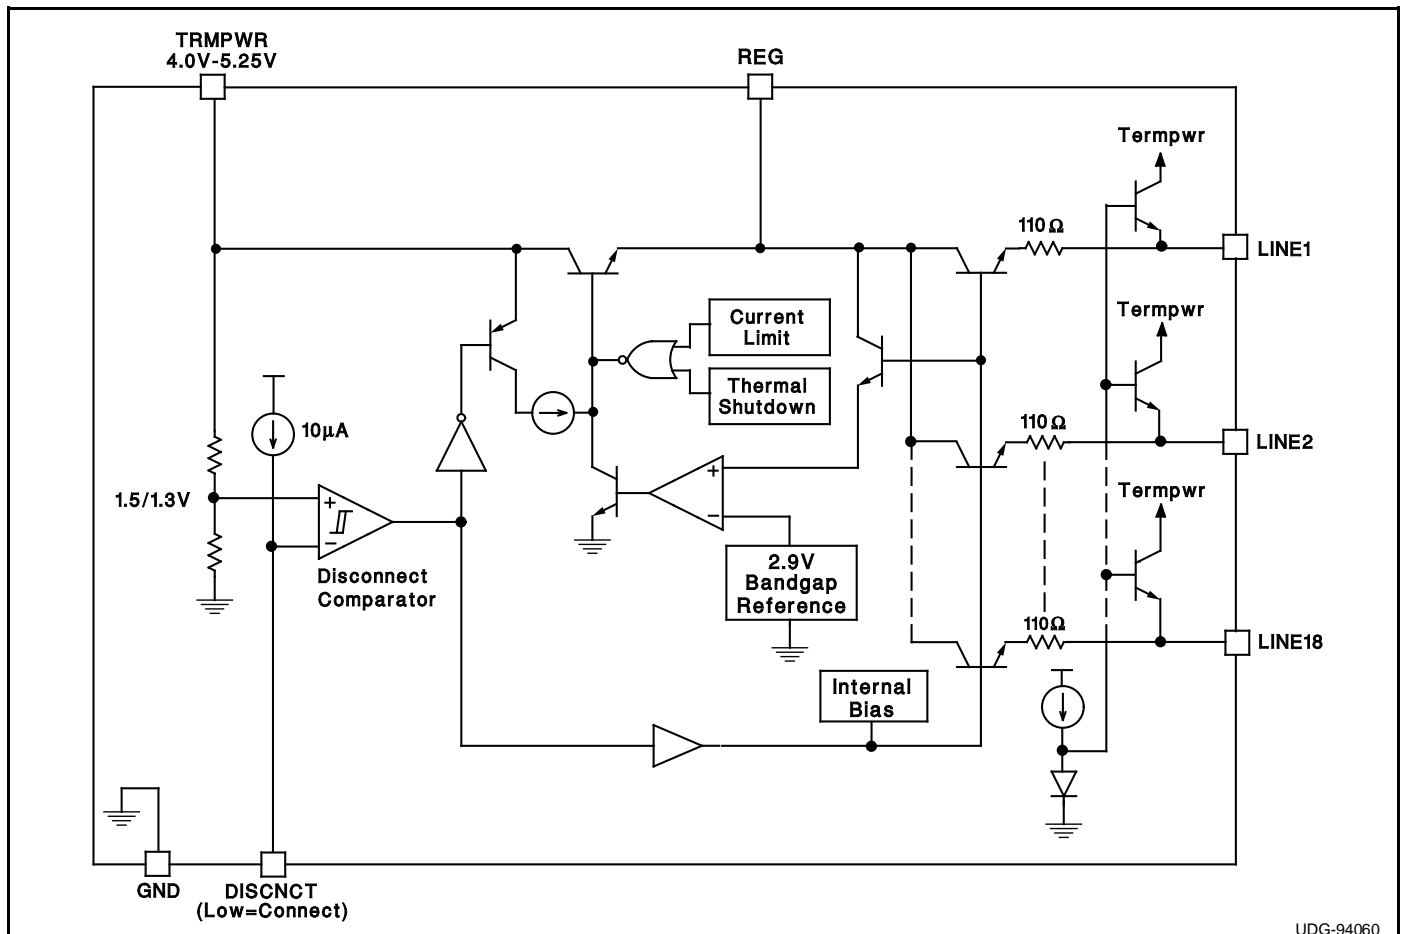 TRMPWR
4.0V-5.25V
REG
Termpwr
110Ω
LINE1
Termpwr
Current
Limit
Thermal
Shutdown
10μA
110Ω
LINE2
Termpwr
1.5/1.3V
+
−
+
−
Disconnect
Comparator
2.9V
Bandgap
Reference
110Ω
LINE18
Internal
Bias
GND
DISCNCT
(Low=Connect)
UDG-94060